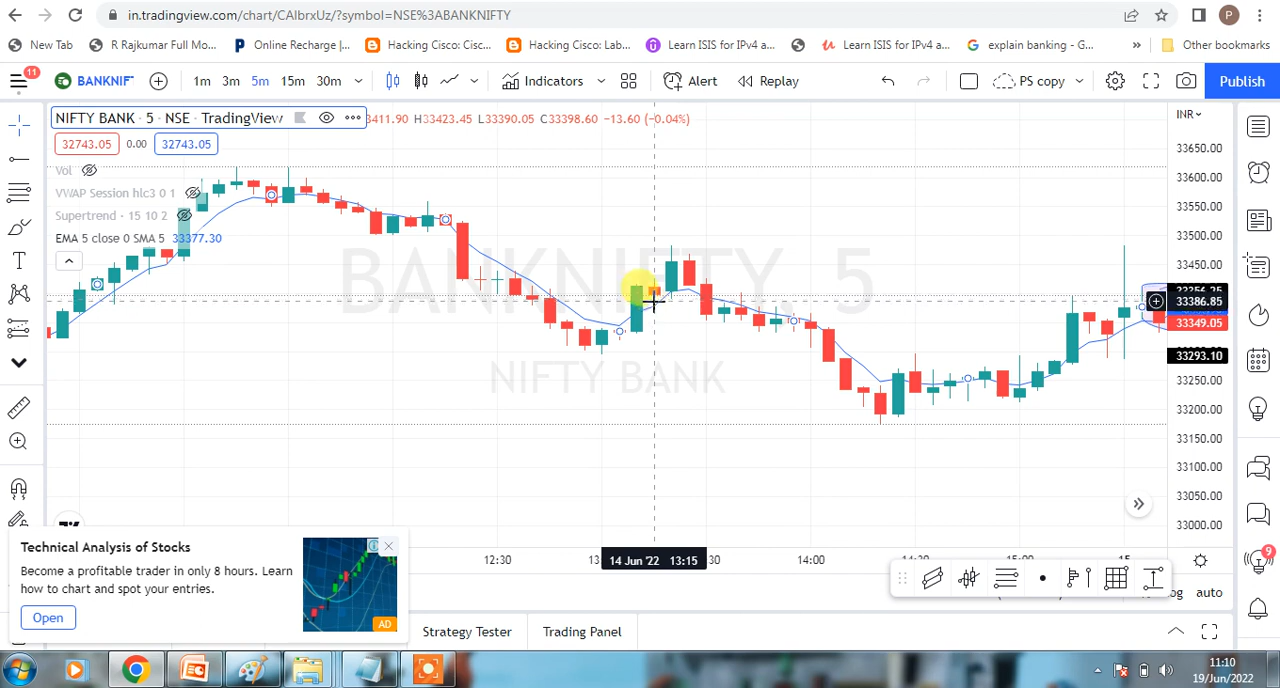 in.tradingview.com/chart/CAIbrxUz/?symbol=NSE%3ABANKNIFTY
P
New Tab
R Rajkumar Full Mo...
Online Recharge |...
Hacking Cisco: Cisc...
Hacking Cisco: Lab...
Learn ISIS for IPv4 a...
Learn ISIS for IPv4 a...
explain banking - G...
»
Other bookmarks
11
BANKNIF
1m 3m 5m 15m 30m
Indicators
Alert
Replay
PS copy
Publish
NIFTY BANK · 5 · NSE · TradingView
3411.90 H33423.45 L33390.05 C33398.60 −13.60 (−0.04%)
INR
32743.05 0.00 32743.05
Vol
VWAP Session hlc3 0 1
Supertrend · 15 10 2
EMA 5 close 0 SMA 5 33377.30
BANKNIFTY, 5
NIFTY BANK
33650.00
33600.00
33550.00
33500.00
33450.00
33386.85
33349.05
33293.10
33250.00
33200.00
33150.00
33100.00
33050.00
33000.00
12:30
14 Jun '22 13:15
14:00
14:30
15:00
15
Technical Analysis of Stocks
Become a profitable trader in only 8 hours. Learn
how to chart and spot your entries.
Open
AD
auto
Strategy Tester
Trading Panel
9
11:10
19/Jun/2022